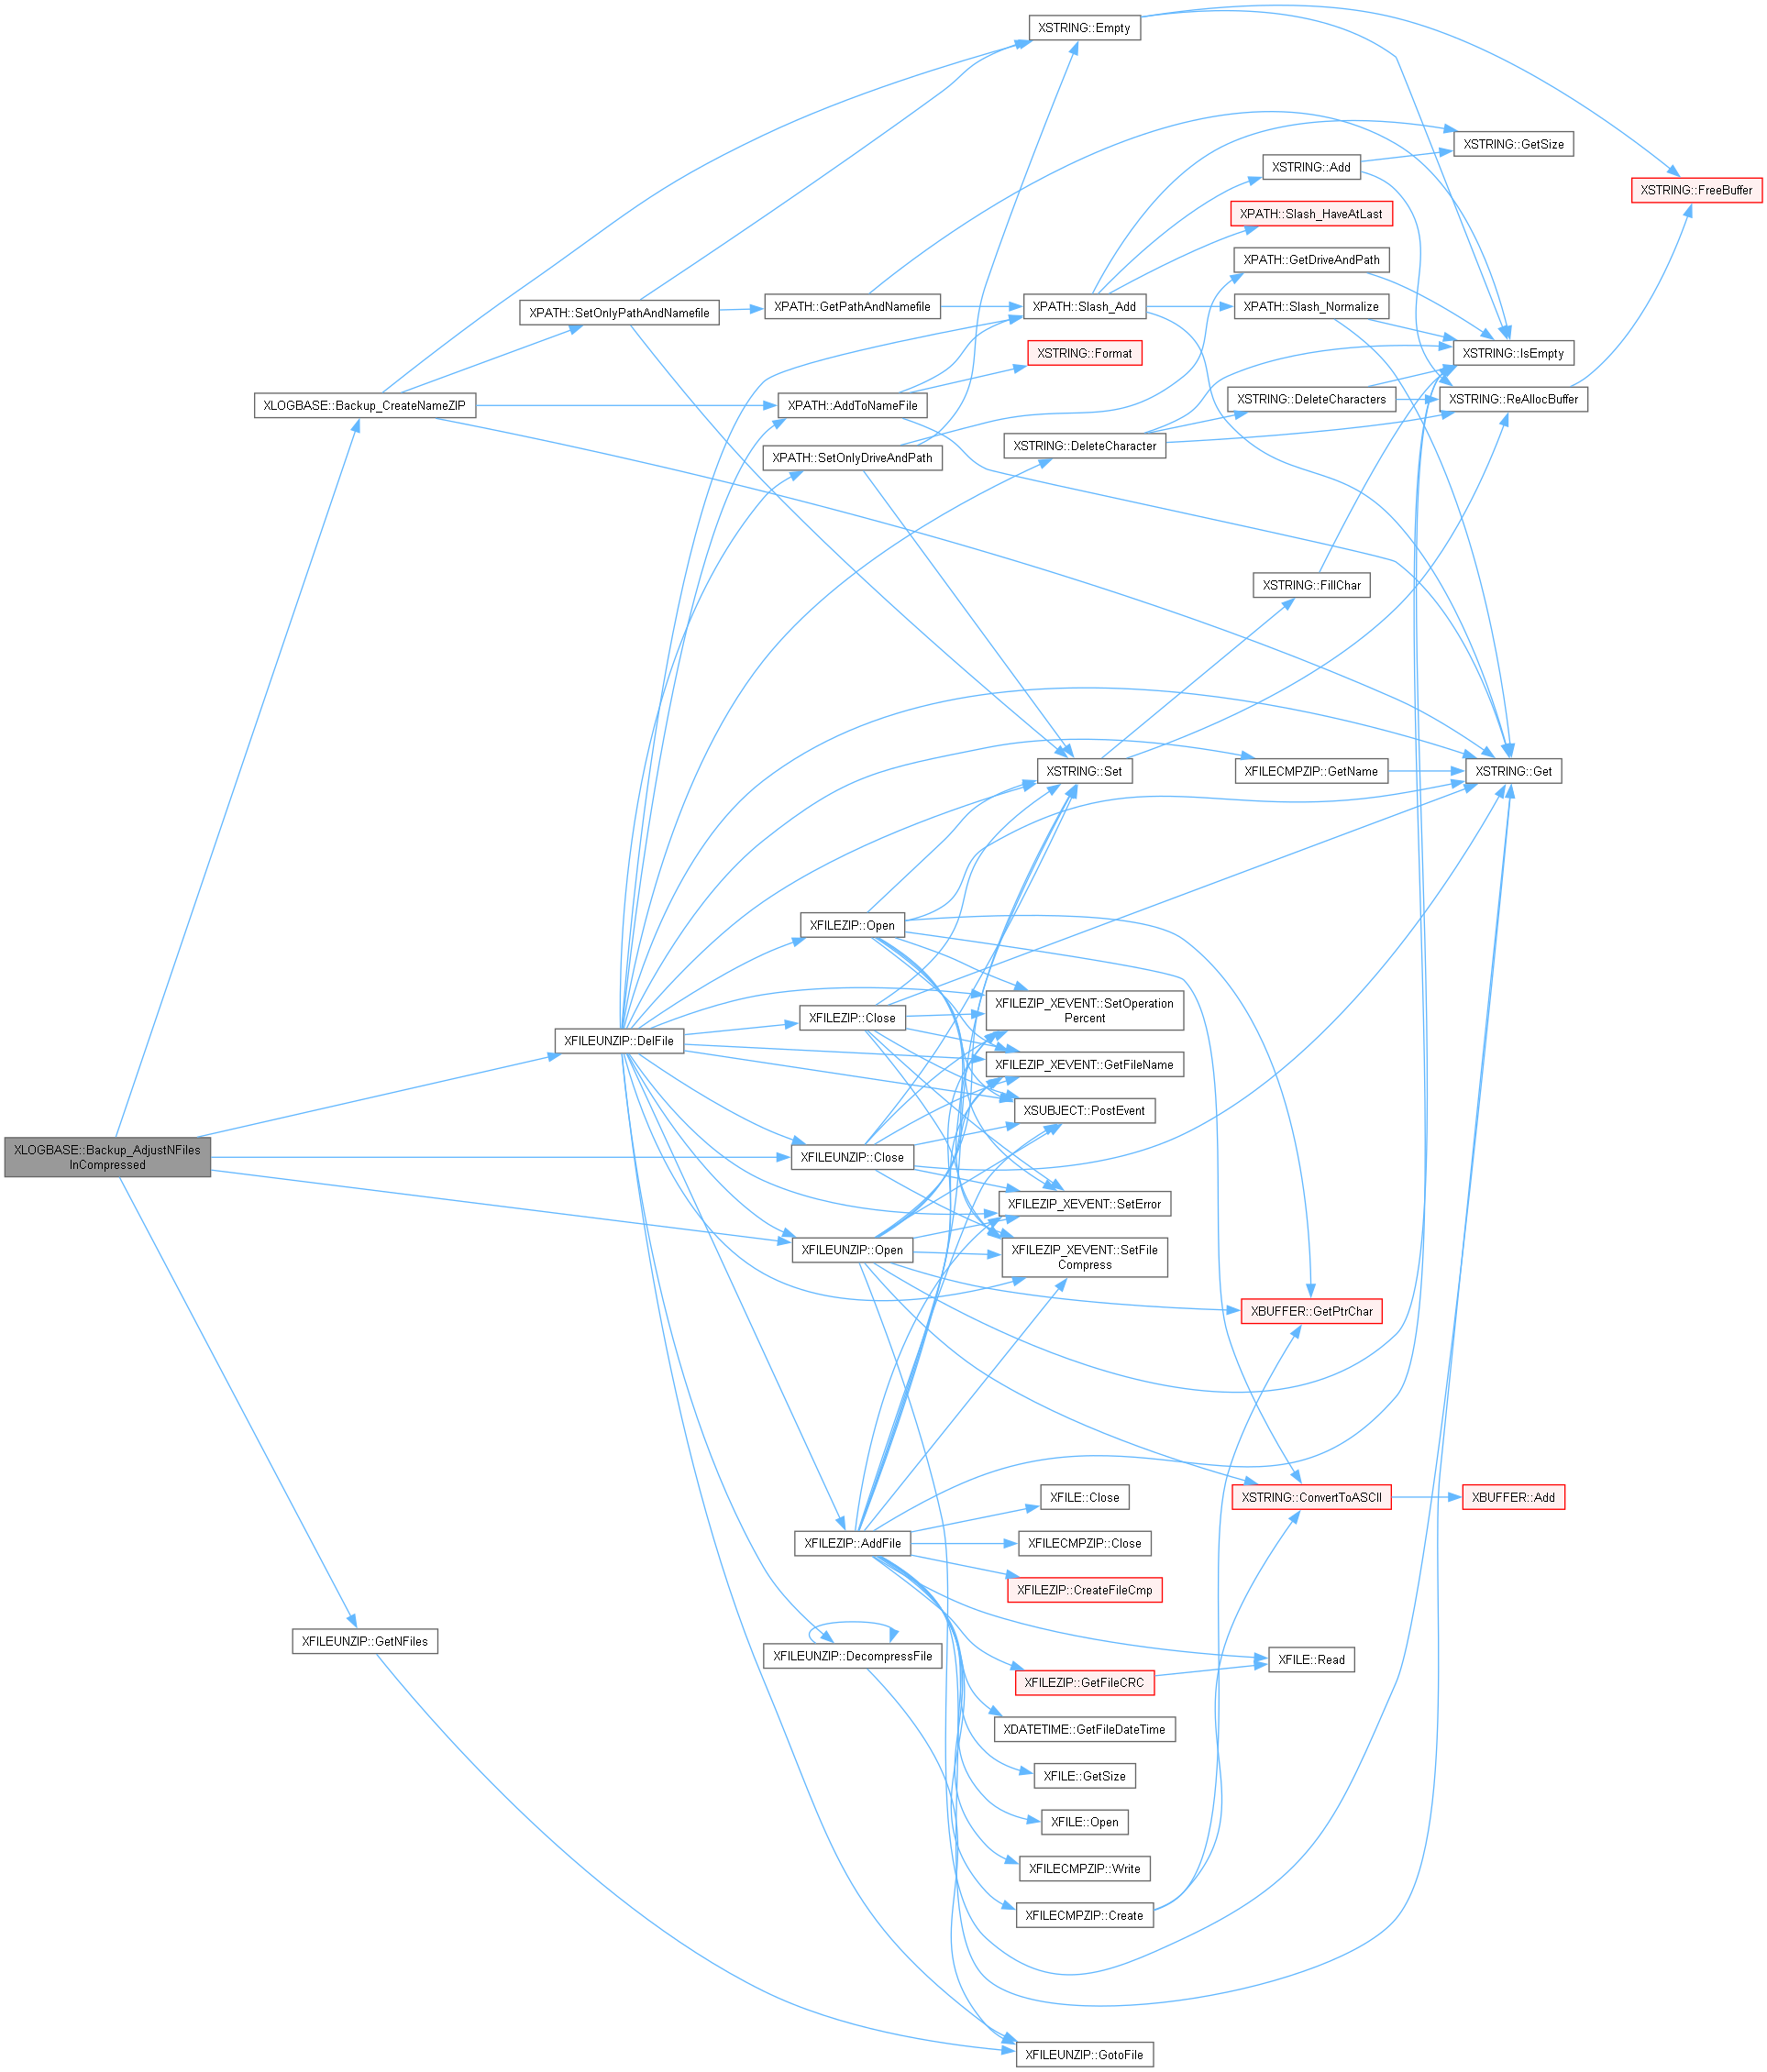 XSTRING::Empty
XSTRING::GetSize
XSTRING::Add
XSTRING::FreeBuffer
XPATH::Slash_HaveAtLast
XPATH::GetDriveAndPath
XPATH::SetOnlyPathAndNamefile
XPATH::GetPathAndNamefile
XPATH::Slash_Add
XPATH::Slash_Normalize
XSTRING::Format
XSTRING::IsEmpty
XLOGBASE::Backup_CreateNameZIP
XPATH::AddToNameFile
XSTRING::DeleteCharacters
XSTRING::ReAllocBuffer
XSTRING::DeleteCharacter
XPATH::SetOnlyDriveAndPath
XSTRING::FillChar
XSTRING::Set
XFILECMPZIP::GetName
XSTRING::Get
XFILEZIP::Open
XFILEZIP_XEVENT::SetOperation
Percent
XFILEZIP::Close
XFILEUNZIP::DelFile
XFILEZIP_XEVENT::GetFileName
XSUBJECT::PostEvent
XLOGBASE::Backup_AdjustNFiles
InCompressed
XFILEUNZIP::Close
XFILEZIP_XEVENT::SetError
XFILEUNZIP::Open
XFILEZIP_XEVENT::SetFile
Compress
XBUFFER::GetPtrChar
XFILE::Close
XSTRING::ConvertToASCII
XBUFFER::Add
XFILEZIP::AddFile
XFILECMPZIP::Close
XFILEZIP::CreateFileCmp
XFILEUNZIP::GetNFiles
XFILEUNZIP::DecompressFile
XFILE::Read
XFILEZIP::GetFileCRC
XDATETIME::GetFileDateTime
XFILE::GetSize
XFILE::Open
XFILECMPZIP::Write
XFILECMPZIP::Create
XFILEUNZIP::GotoFile